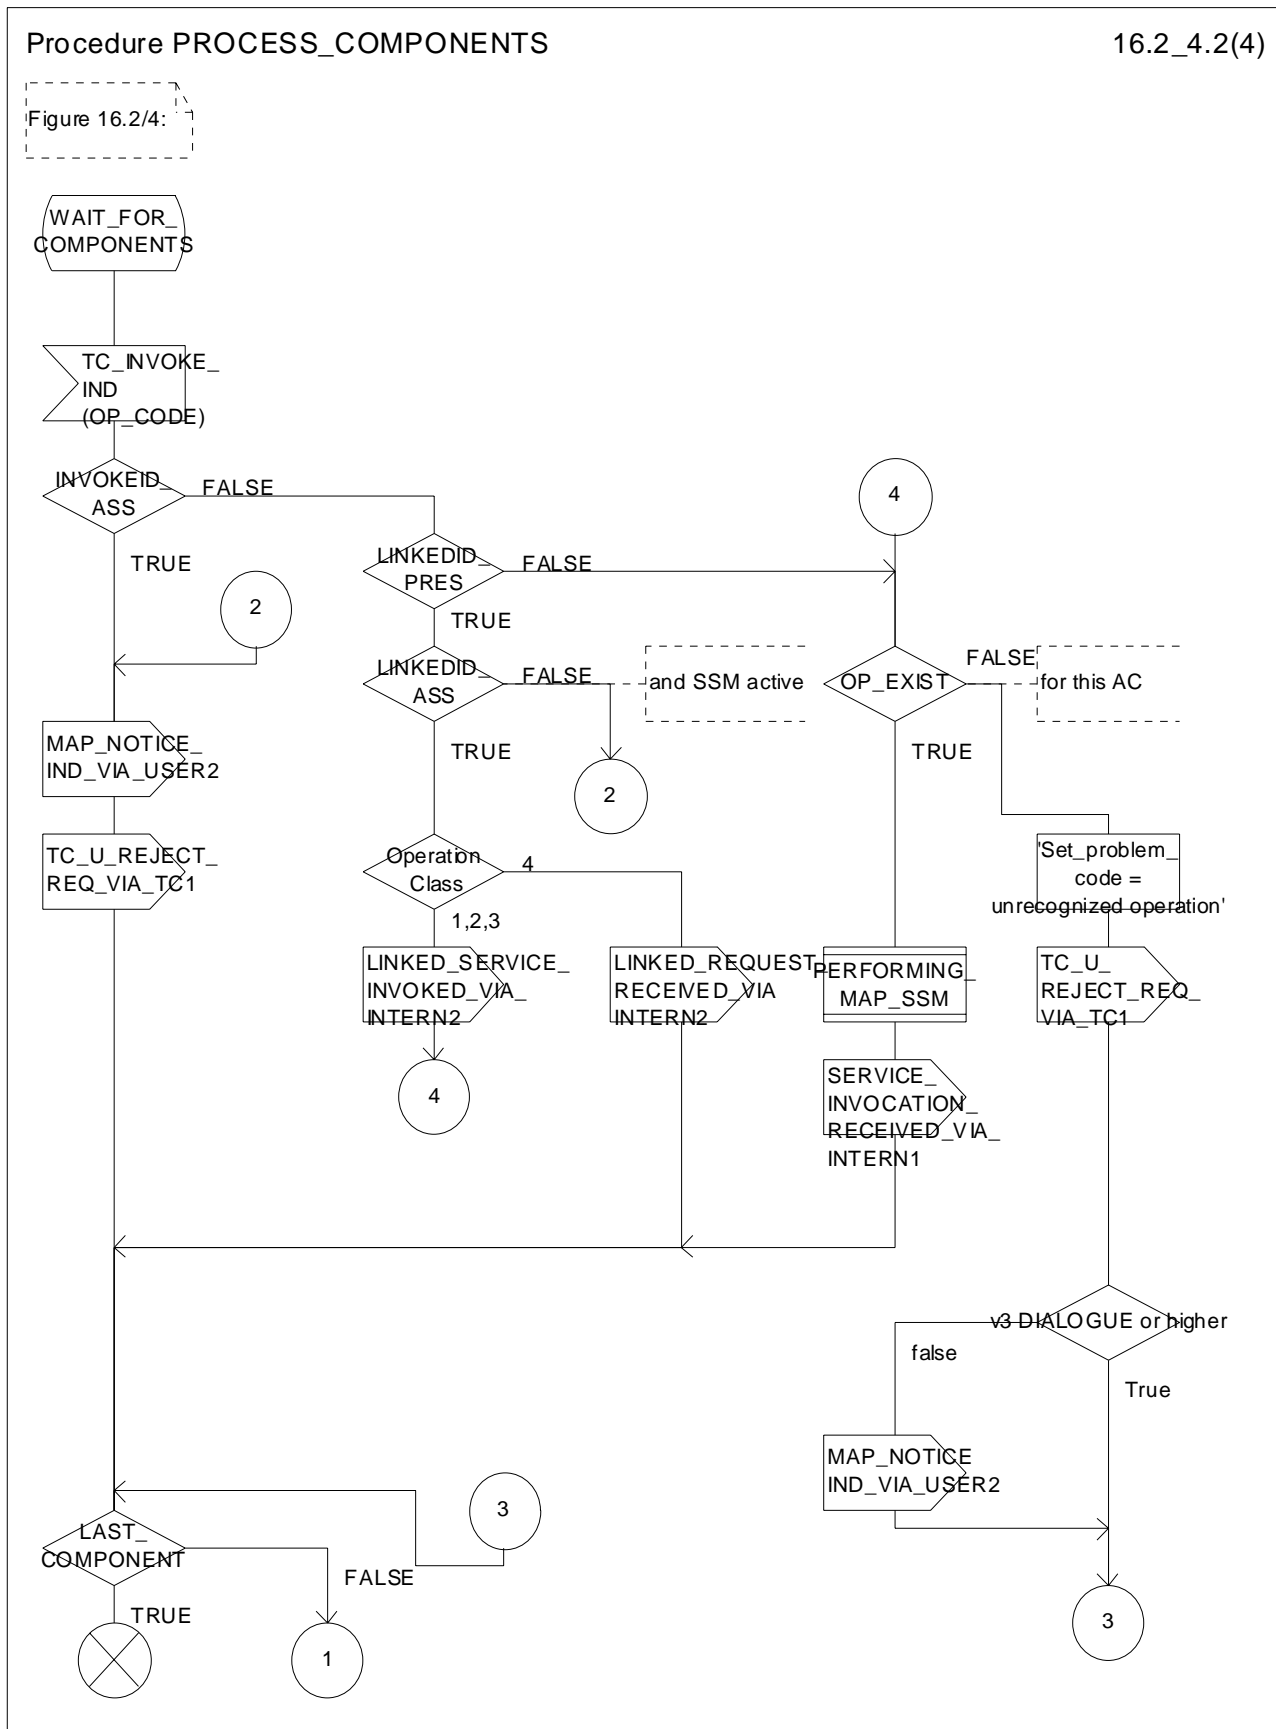 Procedure PROCESS_COMPONENTS
16.2_4.2(4)
Figure 16.2/4:
WAIT_FOR_
COMPONENTS
TC_INVOKE_
IND
(OP_CODE)
INVOKEID_
ASS
FALSE
TRUE
4
LINKEDID_
PRES
FALSE
TRUE
2
LINKEDID_
ASS
FALSE
and SSM active
TRUE
2
OP_EXIST
FALSE
for this AC
TRUE
MAP_NOTICE_
IND_VIA_USER2
TC_U_REJECT_
REQ_VIA_TC1
Operation
Class
4
1,2,3
'Set_problem_
code =
unrecognized operation'
LINKED_SERVICE_
INVOKED_VIA_
INTERN2
LINKED_REQUEST_
RECEIVED_VIA
INTERN2
PERFORMING_
MAP_SSM
TC_U_
REJECT_REQ_
VIA_TC1
4
SERVICE_
INVOCATION_
RECEIVED_VIA_
INTERN1
v3 DIALOGUE or higher
false
True
MAP_NOTICE
IND_VIA_USER2
3
LAST_
COMPONENT
FALSE
TRUE
1
3